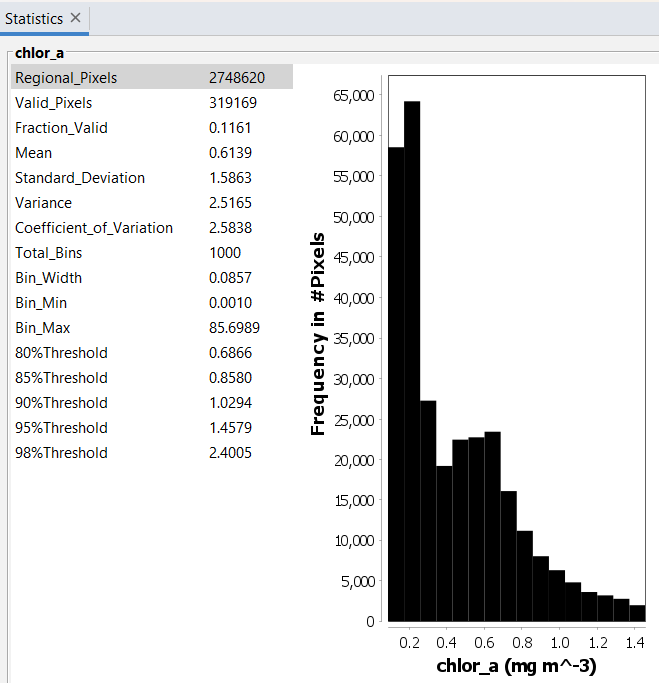 Statistics ✕
chlor_a
Regional_Pixels 2748620
Valid_Pixels 319169
Fraction_Valid 0.1161
Mean 0.6139
Standard_Deviation 1.5863
Variance 2.5165
Coefficient_of_Variation 2.5838
Total_Bins 1000
Bin_Width 0.0857
Bin_Min 0.0010
Bin_Max 85.6989
80%Threshold 0.6866
85%Threshold 0.8580
90%Threshold 1.0294
95%Threshold 1.4579
98%Threshold 2.4005
Frequency in #Pixels
65,000
60,000
55,000
50,000
45,000
40,000
35,000
30,000
25,000
20,000
15,000
10,000
5,000
0
0.2 0.4 0.6 0.8 1.0 1.2 1.4
chlor_a (mg m^-3)